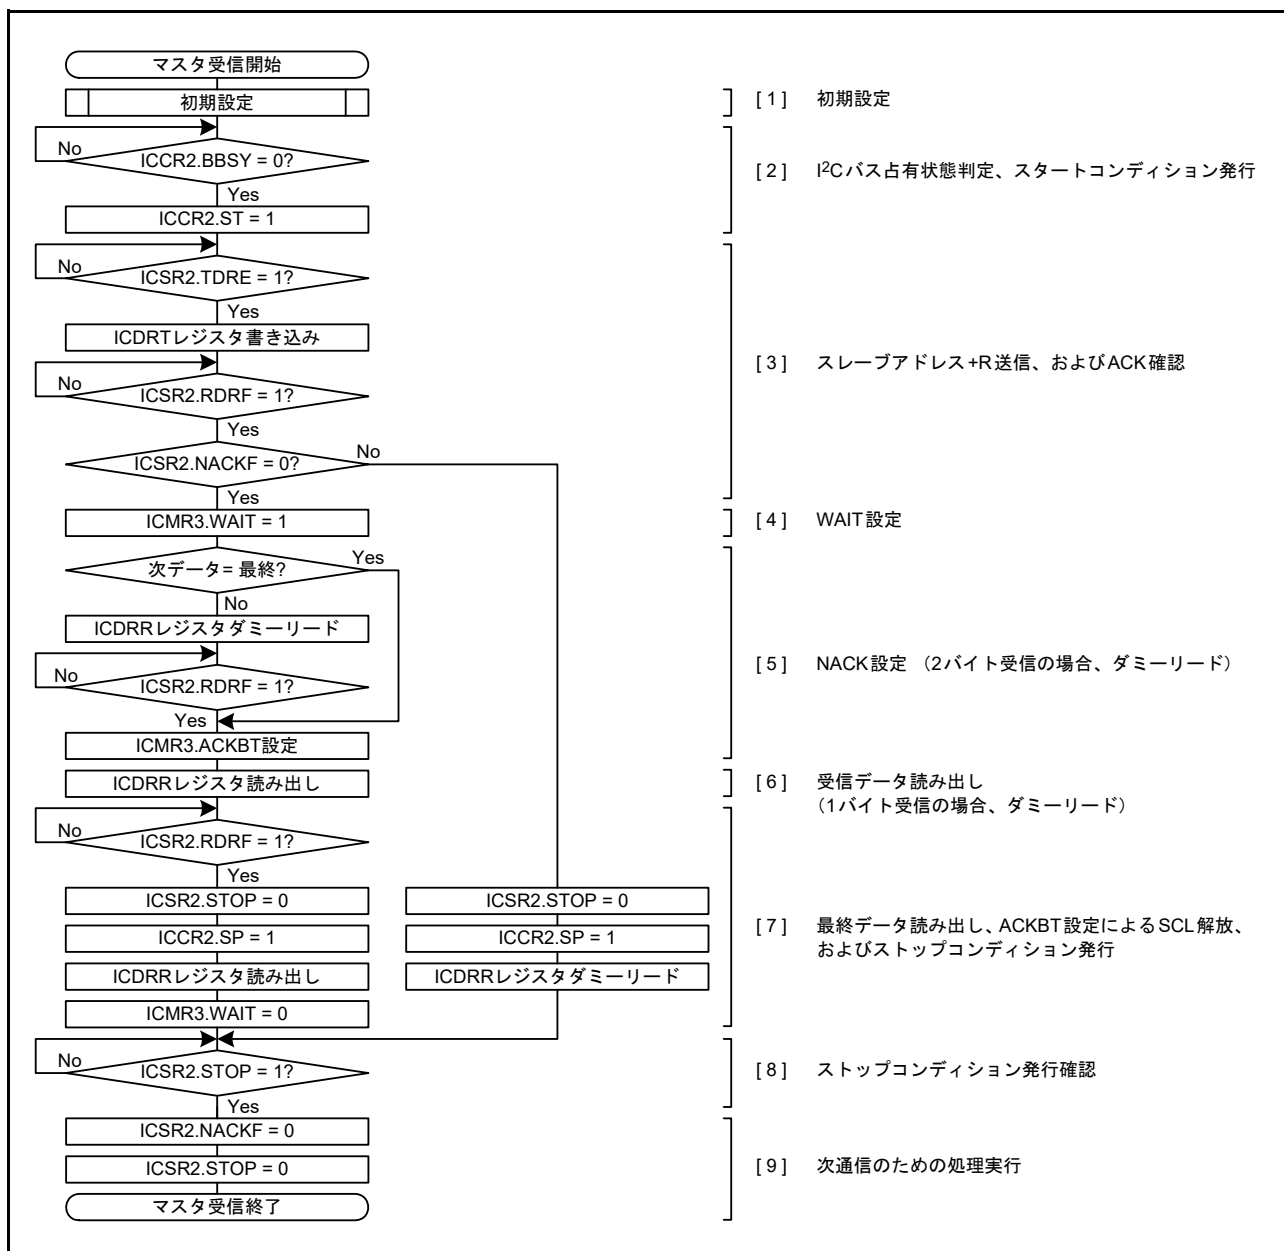 マスタ受信開始
初期設定
[1] 初期設定
No
ICCR2.BBSY = 0?
Yes
ICCR2.ST = 1
[2] I²Cバス占有状態判定、スタートコンディション発行
No
ICSR2.TDRE = 1?
Yes
ICDRTレジスタ書き込み
No
ICSR2.RDRF = 1?
Yes
ICSR2.NACKF = 0?
No
Yes
[3] スレーブアドレス+R送信、およびACK確認
ICMR3.WAIT = 1
[4] WAIT設定
次データ= 最終?
Yes
No
ICDRRレジスタダミーリード
No
ICSR2.RDRF = 1?
Yes
ICMR3.ACKBT設定
[5] NACK設定 (2バイト受信の場合、ダミーリード)
ICDRRレジスタ読み出し
[6] 受信データ読み出し
(1バイト受信の場合、ダミーリード)
No
ICSR2.RDRF = 1?
Yes
ICSR2.STOP = 0
ICCR2.SP = 1
ICDRRレジスタ読み出し
ICMR3.WAIT = 0
ICSR2.STOP = 0
ICCR2.SP = 1
ICDRRレジスタダミーリード
[7] 最終データ読み出し、ACKBT設定によるSCL解放、
およびストップコンディション発行
No
ICSR2.STOP = 1?
Yes
[8] ストップコンディション発行確認
ICSR2.NACKF = 0
ICSR2.STOP = 0
マスタ受信終了
[9] 次通信のための処理実行